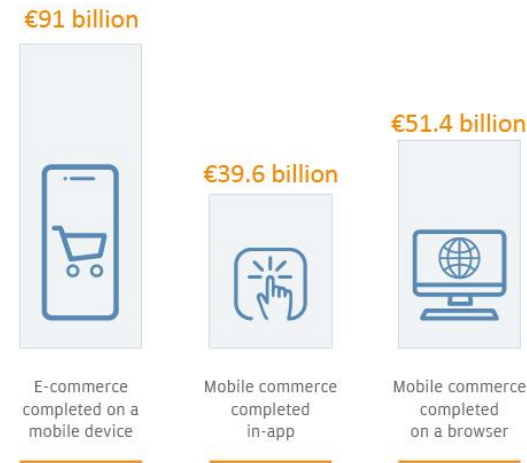 €91 billion
E-commerce
completed on a
mobile device
€39.6 billion
Mobile commerce
completed
in-app
€51.4 billion
Mobile commerce
completed
on a browser